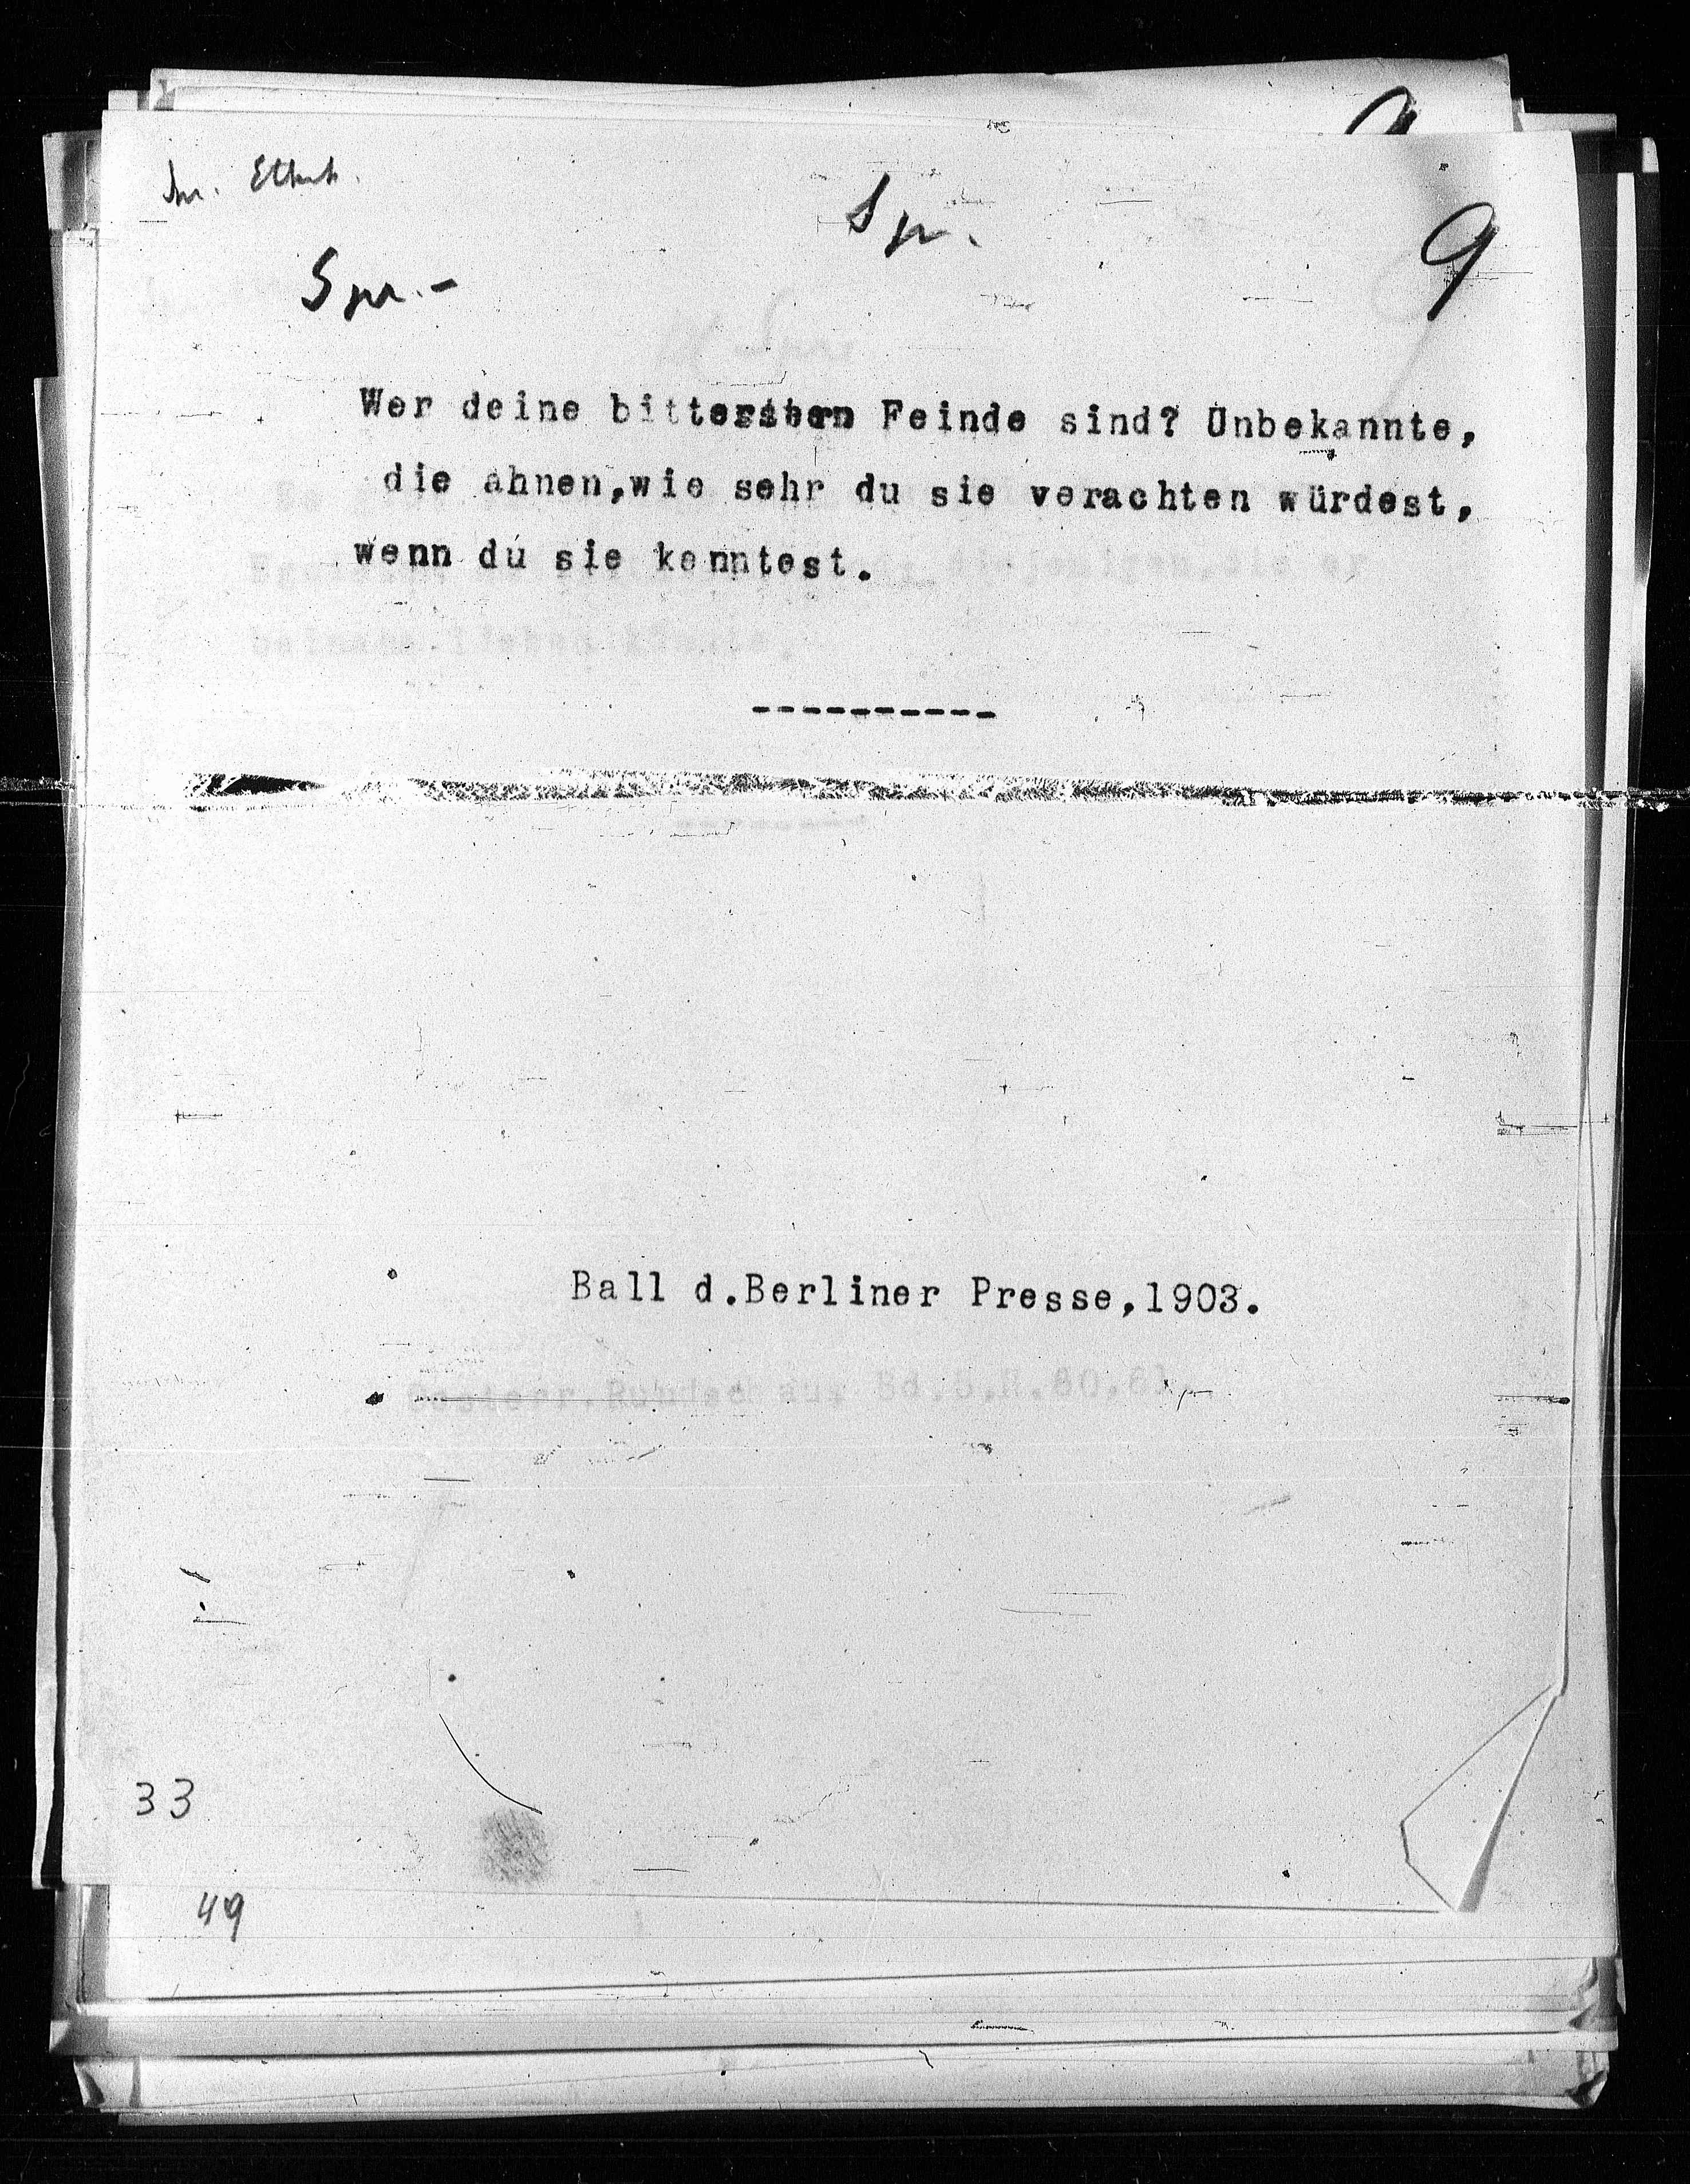 Spr.
9
Spr.-
Wer deine bittersten Feinde sind? Unbekannte,
die ahnen,wie sehr du sie verachten würdest,
wenn du sie kenntest.
----------
Ball d.Berliner Presse,1903.
33
49